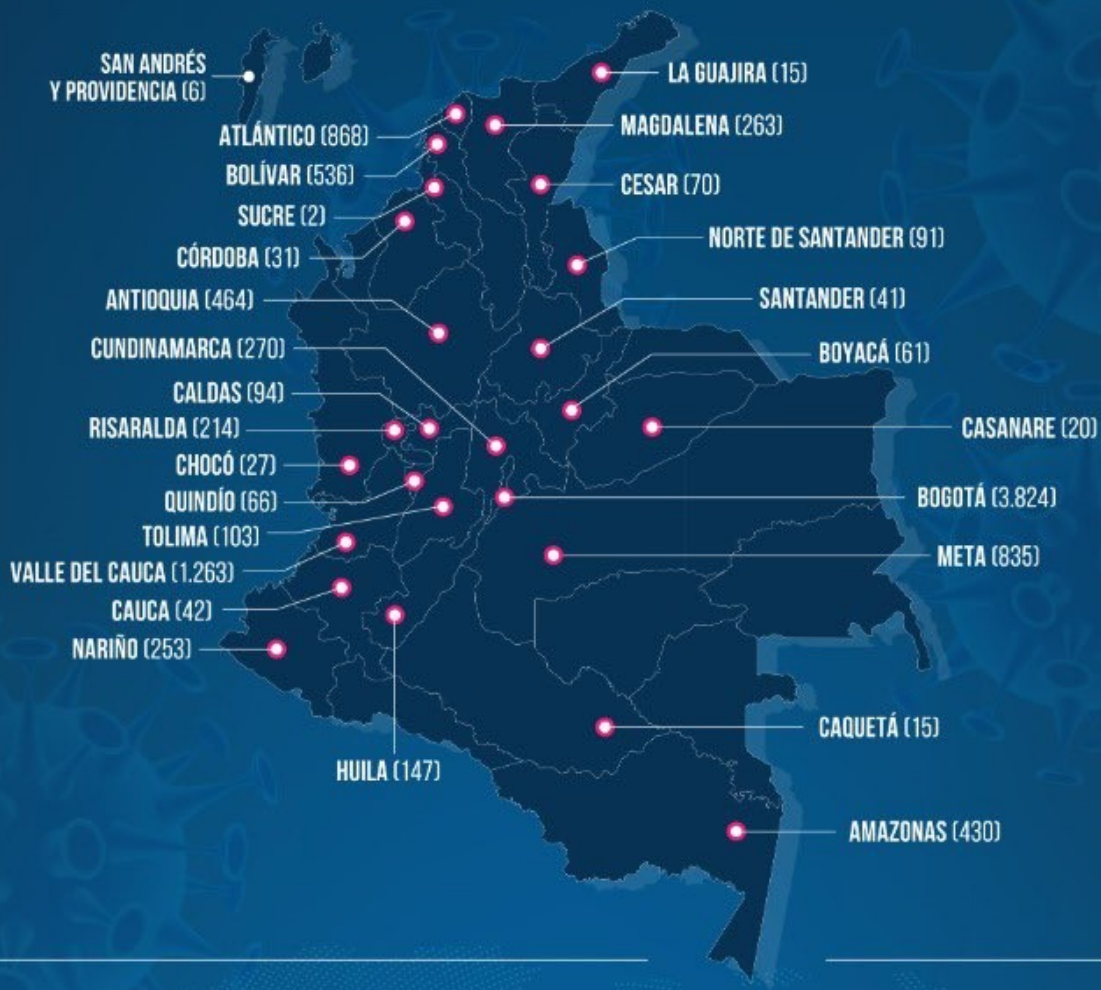 SAN ANDRÉS
Y PROVIDENCIA (6)
ATLÁNTICO (868)
BOLÍVAR (536)
SUCRE (2)
CÓRDOBA (31)
ANTIOQUIA (464)
CUNDINAMARCA (270)
CALDAS (94)
RISARALDA (214)
CHOCÓ (27)
QUINDÍO (66)
TOLIMA (103)
VALLE DEL CAUCA (1.263)
CAUCA (42)
NARIÑO (253)
HUILA (147)
LA GUAJIRA (15)
MAGDALENA (263)
CESAR (70)
NORTE DE SANTANDER (91)
SANTANDER (41)
BOYACÁ (61)
CASANARE (20)
BOGOTÁ (3.824)
META (835)
CAQUETÁ (15)
AMAZONAS (430)